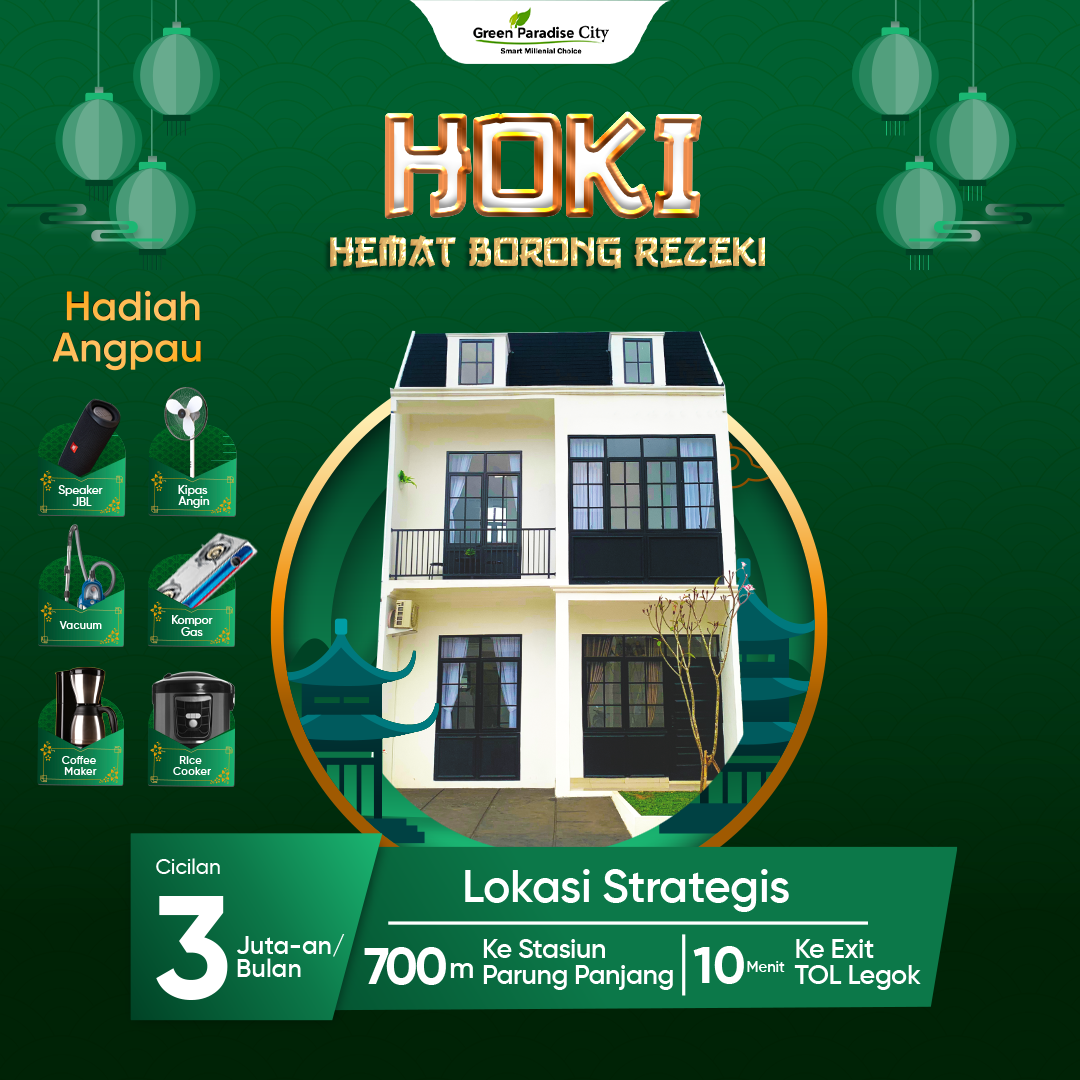 Green Paradise City
Smart Millenial Choice
HOKI
HEMAT BORONG REZEKI
Hadiah
Angpau
Speaker
JBL
Kipas
Angin
Vacuum
Kompor
Gas
Coffee
Maker
RIce
Cooker
Cicilan
3
Juta-an/
Bulan
Lokasi Strategis
700 m
Ke Stasiun
Parung Panjang
10 Menit
Ke Exit
TOL Legok